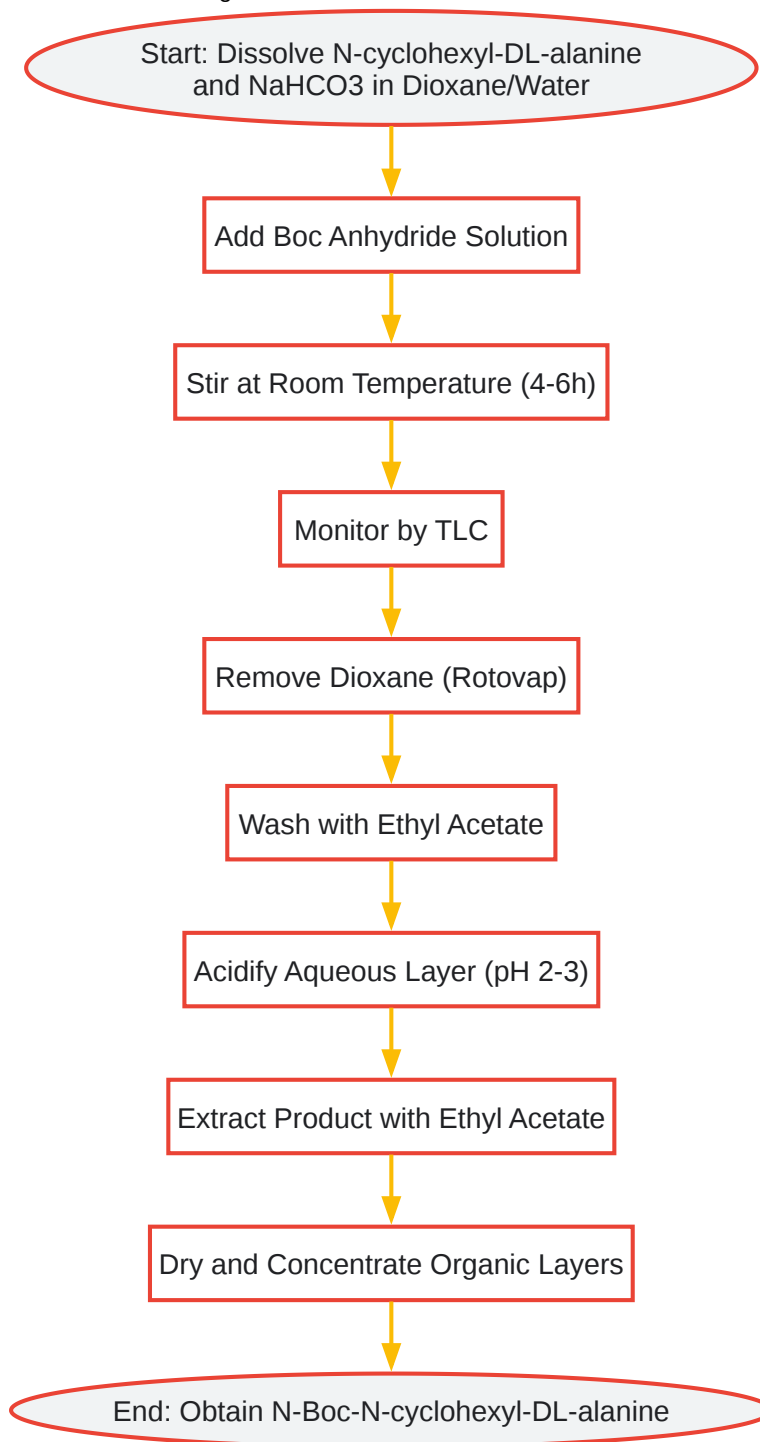 Start: Dissolve N-cyclohexyl-DL-alanine
and NaHCO3 in Dioxane/Water
Add Boc Anhydride Solution
Stir at Room Temperature (4-6h)
Monitor by TLC
Remove Dioxane (Rotovap)
Wash with Ethyl Acetate
Acidify Aqueous Layer (pH 2-3)
Extract Product with Ethyl Acetate
Dry and Concentrate Organic Layers
End: Obtain N-Boc-N-cyclohexyl-DL-alanine